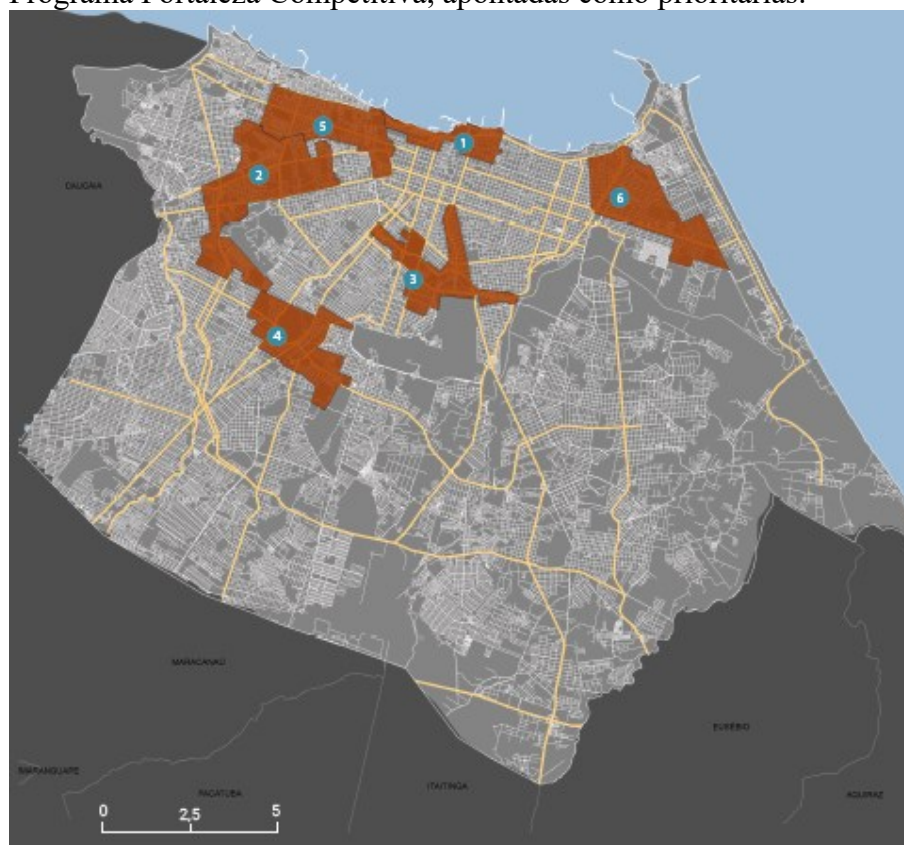 Programa Fortaleza Competitiva, apontadas como prioritárias.
5
1
2
CAUCAIA
6
3
4
MARACANAÚ
EUSÉBIO
MARANGUAPE
ITAITINGA
PACATUBA
AQUIRAZ
0
2,5
5